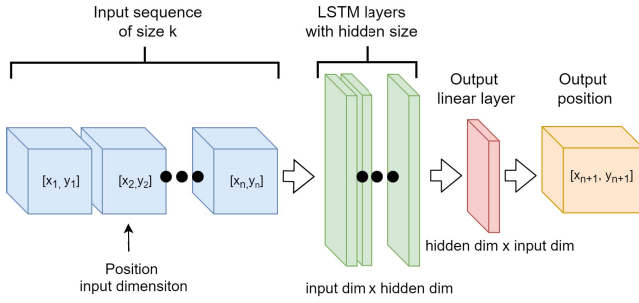 Input sequence
of size k
LSTM layers
with hidden size
Output
linear layer
Output
position
[x1, y1]
[x2,y2]
[xn,yn]
[xn+1, yn+1]
Position
input dimensiton
input dim x hidden dim
hidden dim x input dim